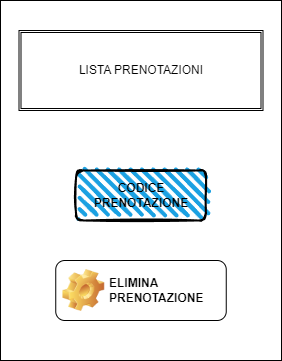 LISTA PRENOTAZIONI
CODICE
PRENOTAZIONE
ELIMINA
PRENOTAZIONE